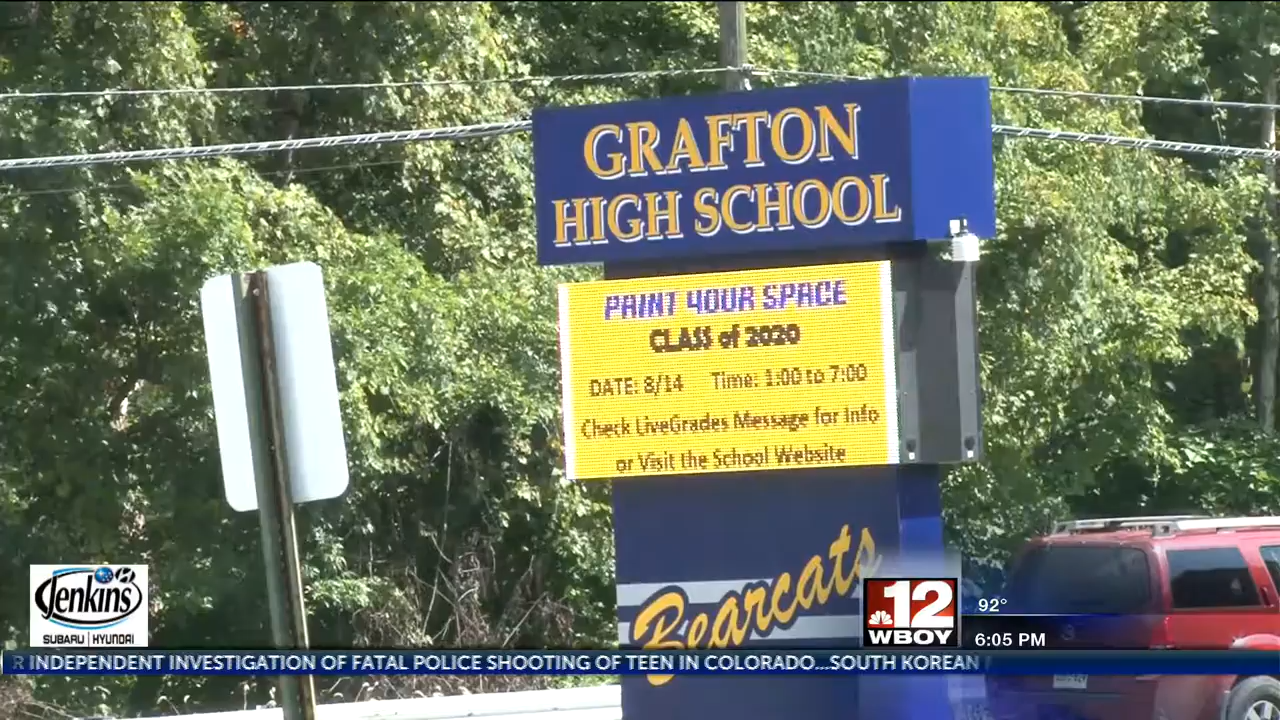 GRAFTON
HIGH SCHOOL
PAINT YOUR SPACE
CLASS of 2020
DATE: 8/14 Time: 1:00 to 7:00
Check LiveGrades Message for Info
or Visit the School Website
Bearcats
Jenkins
SUBARU | HYUNDAI
12
WBOY
92°
6:05 PM
R INDEPENDENT INVESTIGATION OF FATAL POLICE SHOOTING OF TEEN IN COLORADO...SOUTH KOREAN